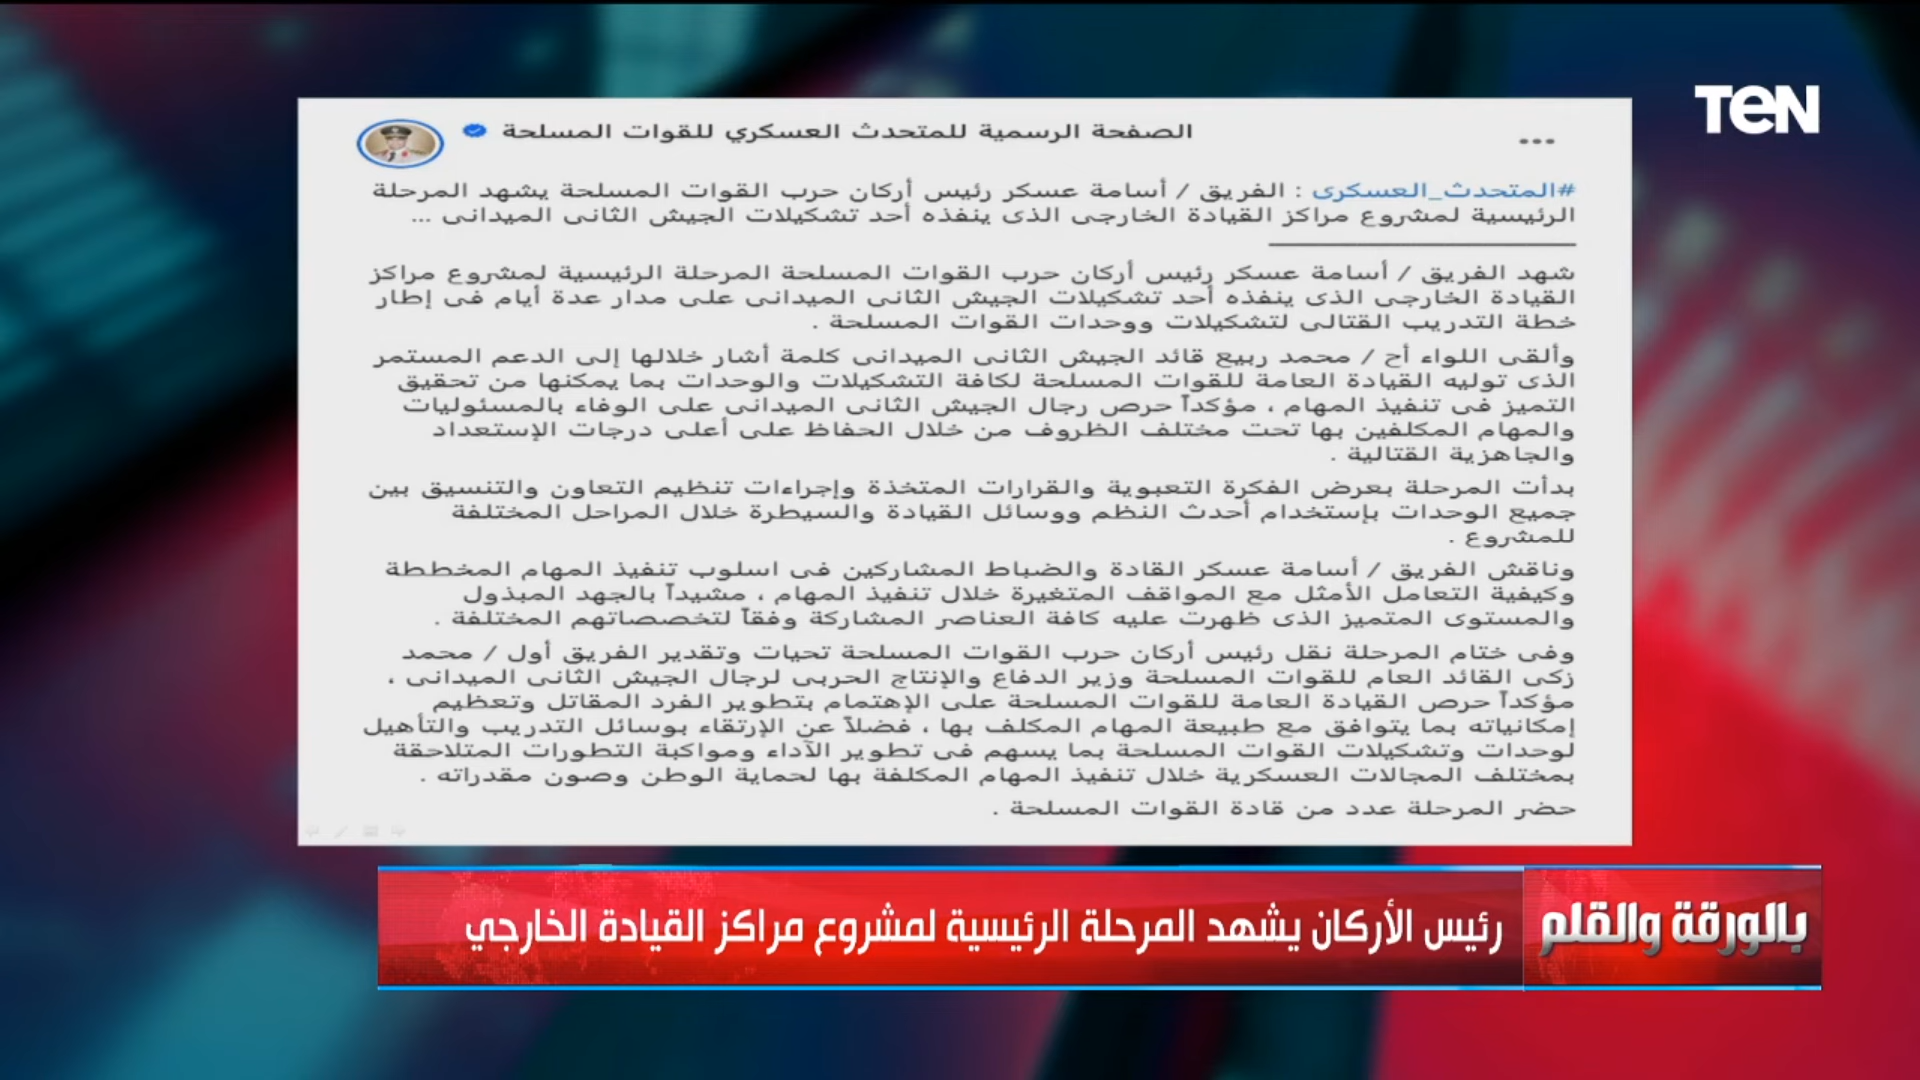 TEN
الصفحة الرسمية للمتحدث العسكري للقوات المسلحة
#المتحدث_العسكرى : الفريق / أسامة عسكر رئيس أركان حرب القوات المسلحة يشهد المرحلة
الرئيسية لمشروع مراكز القيادة الخارجى الذى ينفذه أحد تشكيلات الجيش الثانى الميدانى ...
شهد الفريق / أسامة عسكر رئيس أركان حرب القوات المسلحة المرحلة الرئيسية لمشروع مراكز
القيادة الخارجى الذى ينفذه أحد تشكيلات الجيش الثانى الميدانى على مدار عدة أيام فى إطار
خطة التدريب القتالى لتشكيلات ووحدات القوات المسلحة .
وألقى اللواء أح / محمد ربيع قائد الجيش الثانى الميدانى كلمة أشار خلالها إلى الدعم المستمر
الذى توليه القيادة العامة للقوات المسلحة لكافة التشكيلات والوحدات بما يمكنها من تحقيق
التميز فى تنفيذ المهام ، مؤكداً حرص رجال الجيش الثانى الميدانى على الوفاء بالمسئوليات
والمهام المكلفين بها تحت مختلف الظروف من خلال الحفاظ على أعلى درجات الإستعداد
والجاهزية القتالية .
بدأت المرحلة بعرض الفكرة التعبوية والقرارات المتخذة وإجراءات تنظيم التعاون والتنسيق بين
جميع الوحدات بإستخدام أحدث النظم ووسائل القيادة والسيطرة خلال المراحل المختلفة
للمشروع .
وناقش الفريق / أسامة عسكر القادة والضباط المشاركين فى اسلوب تنفيذ المهام المخططة
وكيفية التعامل الأمثل مع المواقف المتغيرة خلال تنفيذ المهام ، مشيداً بالجهد المبذول
والمستوى المتميز الذى ظهرت عليه كافة العناصر المشاركة وفقاً لتخصصاتهم المختلفة .
وفى ختام المرحلة نقل رئيس أركان حرب القوات المسلحة تحيات وتقدير الفريق أول / محمد
زكى القائد العام للقوات المسلحة وزير الدفاع والإنتاج الحربى لرجال الجيش الثانى الميدانى ،
مؤكداً حرص القيادة العامة للقوات المسلحة على الإهتمام بتطوير الفرد المقاتل وتعظيم
إمكانياته بما يتوافق مع طبيعة المهام المكلف بها ، فضلاً عن الإرتقاء بوسائل التدريب والتأهيل
لوحدات وتشكيلات القوات المسلحة بما يسهم فى تطوير الآداء ومواكبة التطورات المتلاحقة
بمختلف المجالات العسكرية خلال تنفيذ المهام المكلفة بها لحماية الوطن وصون مقدراته .
حضر المرحلة عدد من قادة القوات المسلحة .
بالورقة والقلم
رئيس الأركان يشهد المرحلة الرئيسية لمشروع مراكز القيادة الخارجي